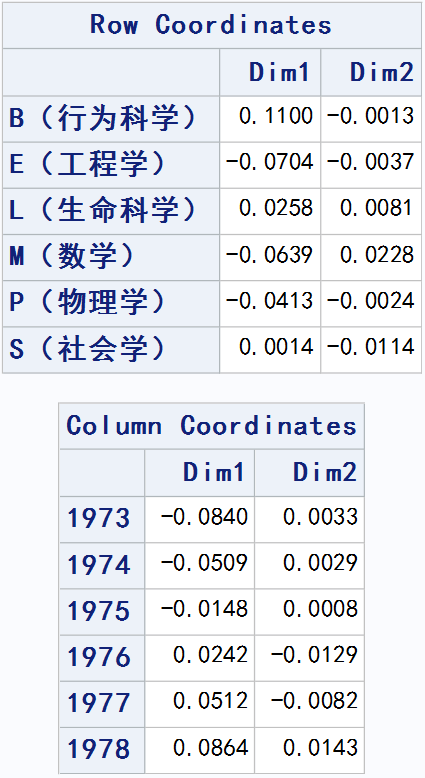 Row Coordinates
Dim1 Dim2
B（行为科学） 0.1100 -0.0013
E（工程学） -0.0704 -0.0037
L（生命科学） 0.0258 0.0081
M（数学） -0.0639 0.0228
P（物理学） -0.0413 -0.0024
S（社会学） 0.0014 -0.0114
Column Coordinates
Dim1 Dim2
1973 -0.0840 0.0033
1974 -0.0509 0.0029
1975 -0.0148 0.0008
1976 0.0242 -0.0129
1977 0.0512 -0.0082
1978 0.0864 0.0143